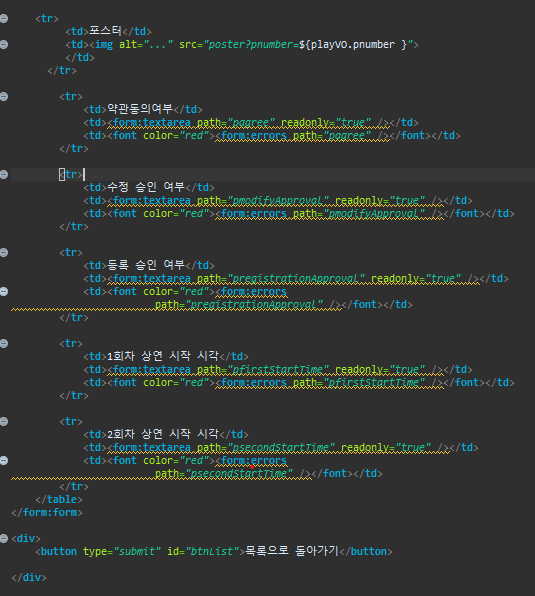 <tr>
<td>포스터</td>
<td><img alt="..." src="poster?pnumber=${playVO.pnumber }">
</td>
</tr>
<tr>
<td>약관동의여부</td>
<td><form:textarea path="pagree" readonly="true" /></td>
<td><font color="red"><form:errors path="pagree" /></font></td>
</tr>
<tr>
<td>수정 승인 여부</td>
<td><form:textarea path="pmodifyApproval" readonly="true" /></td>
<td><font color="red"><form:errors path="pmodifyApproval" /></font></td>
</tr>
<tr>
<td>등록 승인 여부</td>
<td><form:textarea path="pregistrationApproval" readonly="true" /></td>
<td><font color="red"><form:errors
path="pregistrationApproval" /></font></td>
</tr>
<tr>
<td>1회차 상연 시작 시각</td>
<td><form:textarea path="pfirstStartTime" readonly="true" /></td>
<td><font color="red"><form:errors path="pfirstStartTime" /></font></td>
</tr>
<tr>
<td>2회차 상연 시작 시각</td>
<td><form:textarea path="psecondStartTime" readonly="true" /></td>
<td><font color="red"><form:errors
path="psecondStartTime" /></font></td>
</tr>
</table>
</form:form>
<div>
<button type="submit" id="btnList">목록으로 돌아가기</button>
</div>